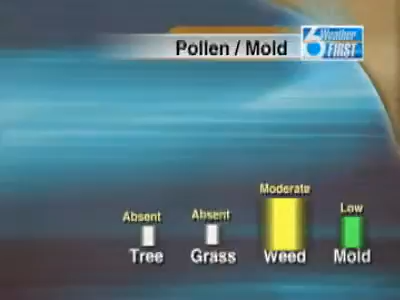 Pollen / Mold
6 Weather
FIRST
Moderate
Absent
Absent
Low
Tree
Grass
Weed
Mold